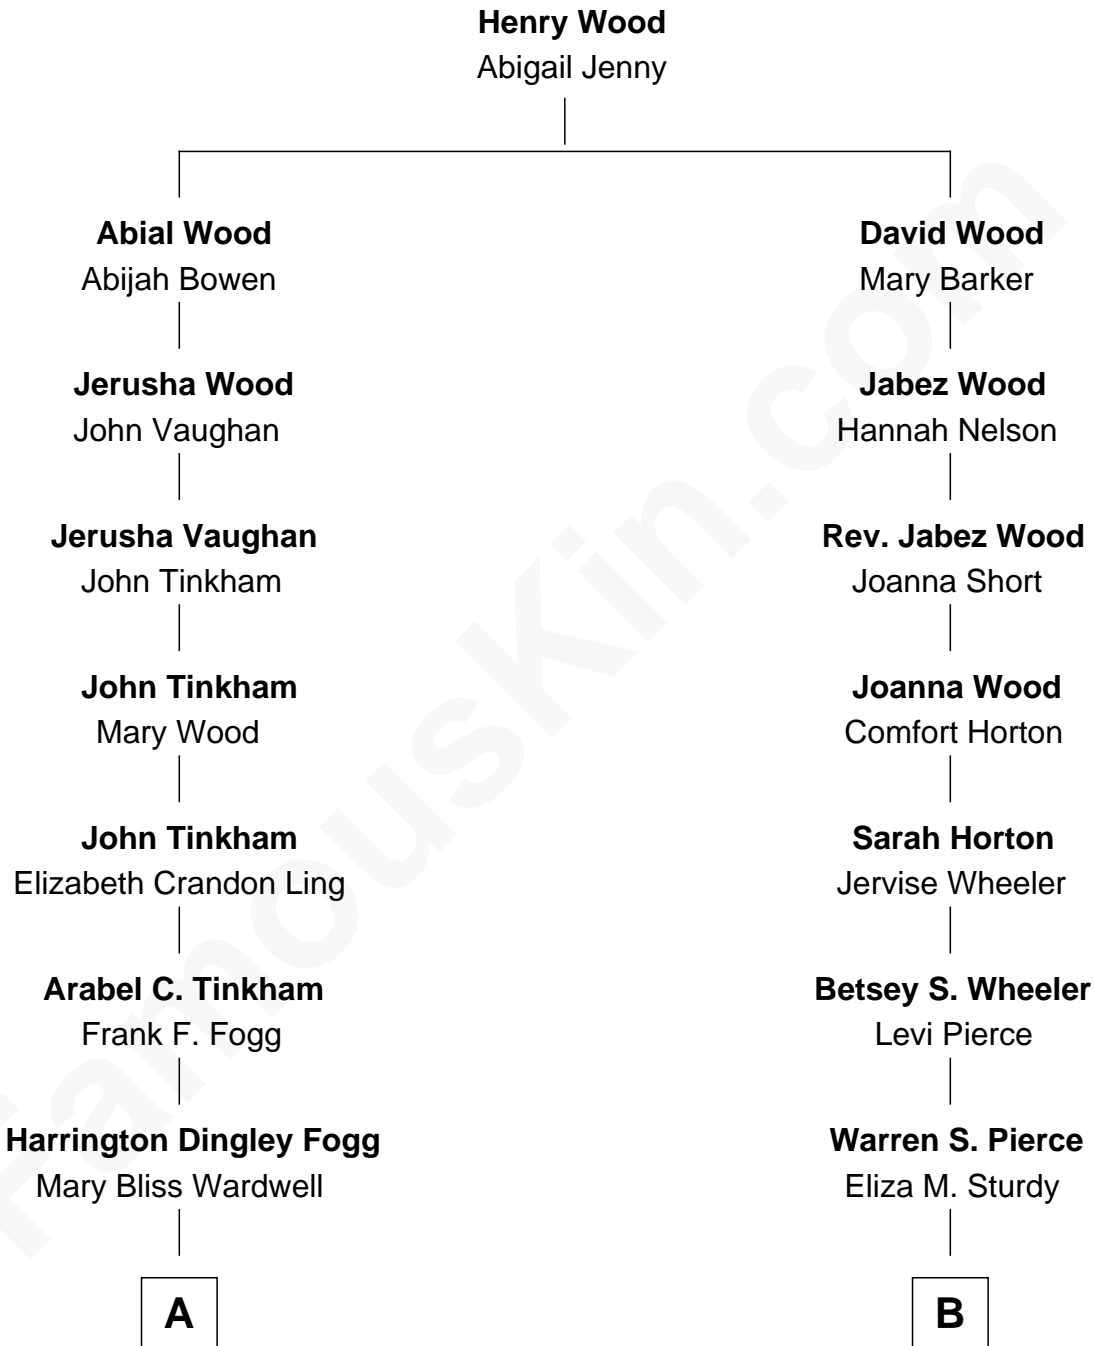 Henry Wood
Abigail Jenny
Abial Wood
Abijah Bowen
David Wood
Mary Barker
Jerusha Wood
John Vaughan
Jabez Wood
Hannah Nelson
Jerusha Vaughan
John Tinkham
Rev. Jabez Wood
Joanna Short
John Tinkham
Mary Wood
Joanna Wood
Comfort Horton
John Tinkham
Elizabeth Crandon Ling
Sarah Horton
Jervise Wheeler
Arabel C. Tinkham
Frank F. Fogg
Betsey S. Wheeler
Levi Pierce
Harrington Dingley Fogg
Mary Bliss Wardwell
Warren S. Pierce
Eliza M. Sturdy
A
B
FamousKin.com